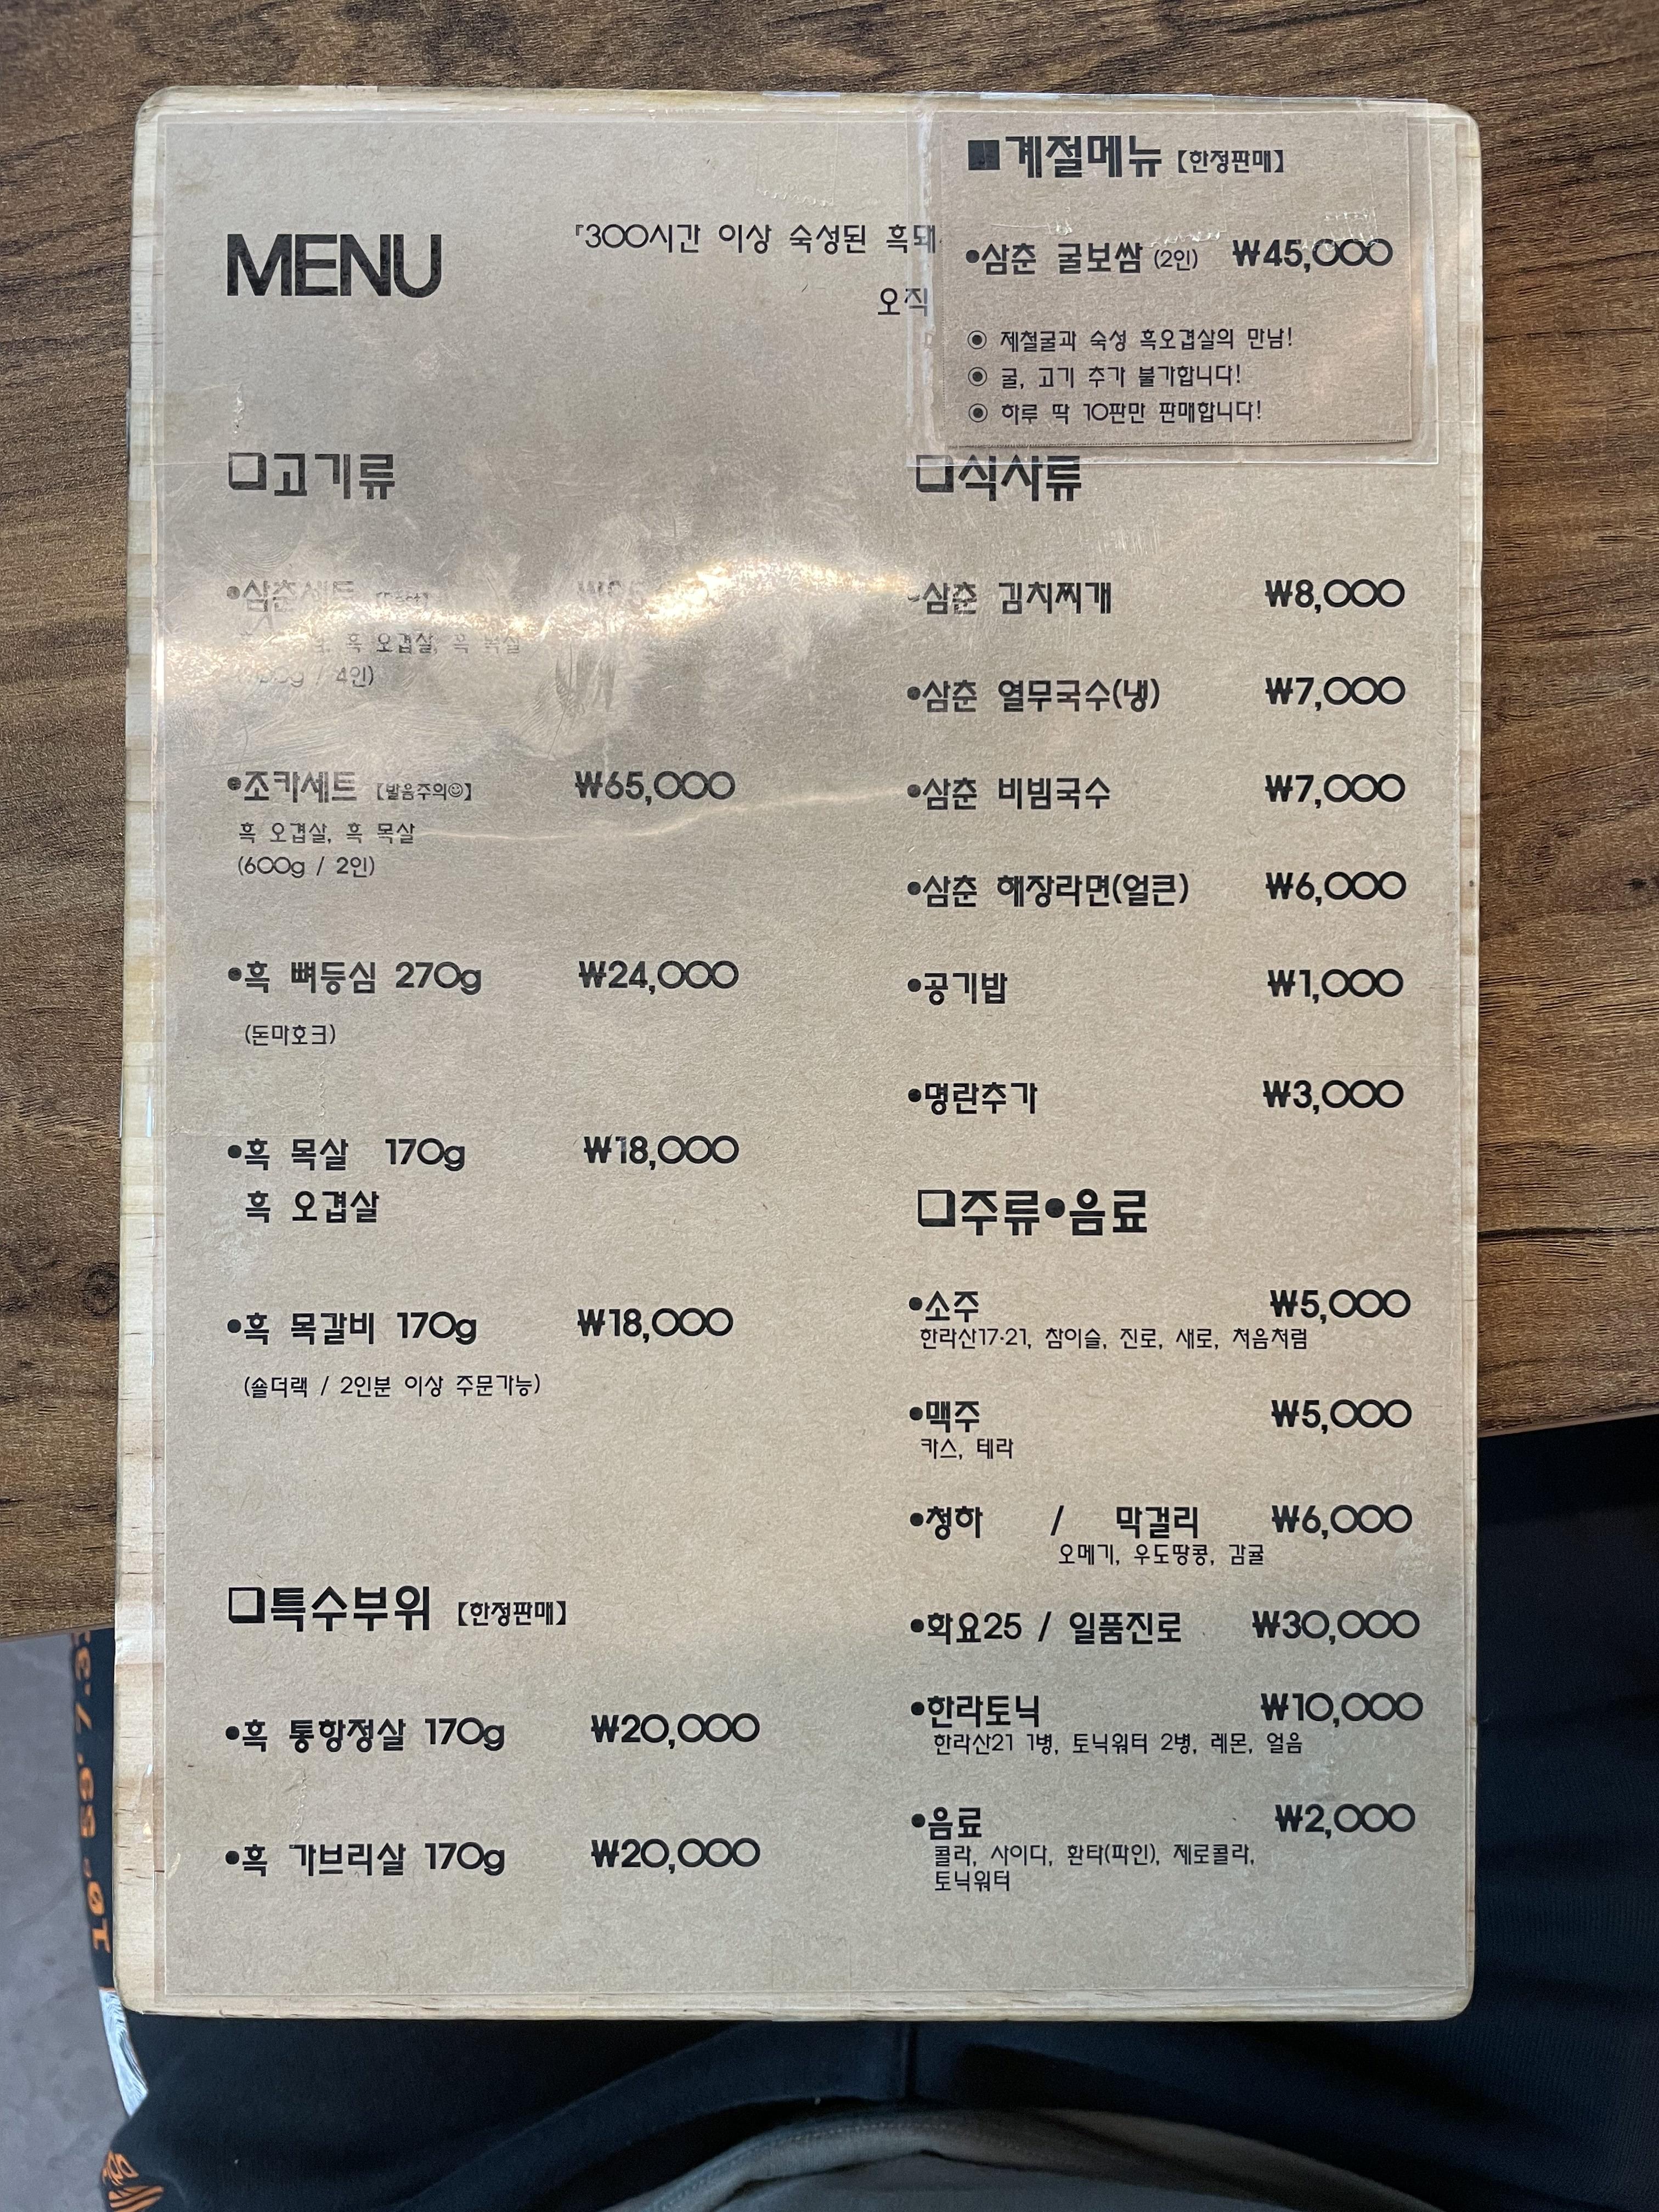 MENU
『300시간 이상 숙성된 흑돼
오직
■계절메뉴【한정판매】
•삼춘 굴보쌈 (2인) ₩45,000
◉ 제철굴과 숙성 흑오겹살의 만남!
◉ 굴, 고기 추가 불가합니다!
◉ 하루 딱 10판만 판매합니다!
❏고기류
•삼춘세트
흑 오겹살, 흑 목살
/ 4인)
•조카세트【발음주의☺】 ₩65,000
흑 오겹살, 흑 목살
(600g / 2인)
•흑 뼈등심 270g ₩24,000
(돈마호크)
•흑 목살 170g ₩18,000
흑 오겹살
•흑 목갈비 170g ₩18,000
(숄더랙 / 2인분 이상 주문가능)
❏특수부위【한정판매】
•흑 통항정살 170g ₩20,000
•흑 가브리살 170g ₩20,000
❏식사류
•삼춘 김치찌개 ₩8,000
•삼춘 열무국수(냉) ₩7,000
•삼춘 비빔국수 ₩7,000
•삼춘 해장라면(얼큰) ₩6,000
•공기밥 ₩1,000
•명란추가 ₩3,000
❏주류•음료
•소주 ₩5,000
한라산17·21, 참이슬, 진로, 새로, 처음처럼
•맥주 ₩5,000
카스, 테라
•청하 / 막걸리 ₩6,000
오메기, 우도땅콩, 감귤
•화요25 / 일품진로 ₩30,000
•한라토닉 ₩10,000
한라산21 1병, 토닉워터 2병, 레몬, 얼음
•음료 ₩2,000
콜라, 사이다, 환타(파인), 제로콜라,
토닉워터